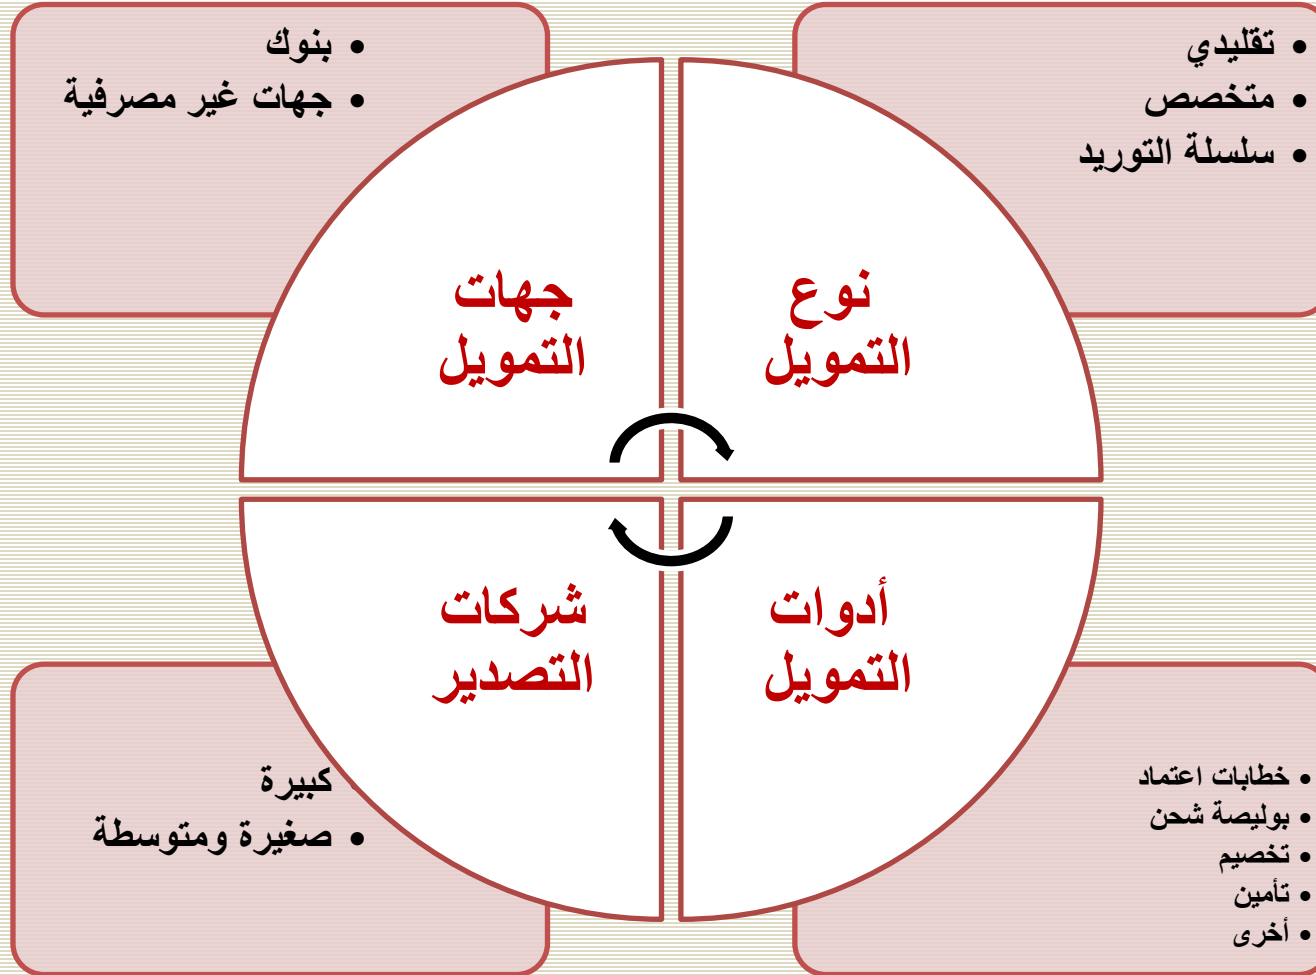 • تقليدي
• متخصص
• سلسلة التوريد
• بنوك
• جهات غير مصرفية
نوع
التمويل
جهات
التمويل
أدوات
التمويل
شركات
التصدير
• خطابات اعتماد
• بوليصة شحن
• تخصيم
• تأمين
• أخرى
• كبيرة
• صغيرة ومتوسطة